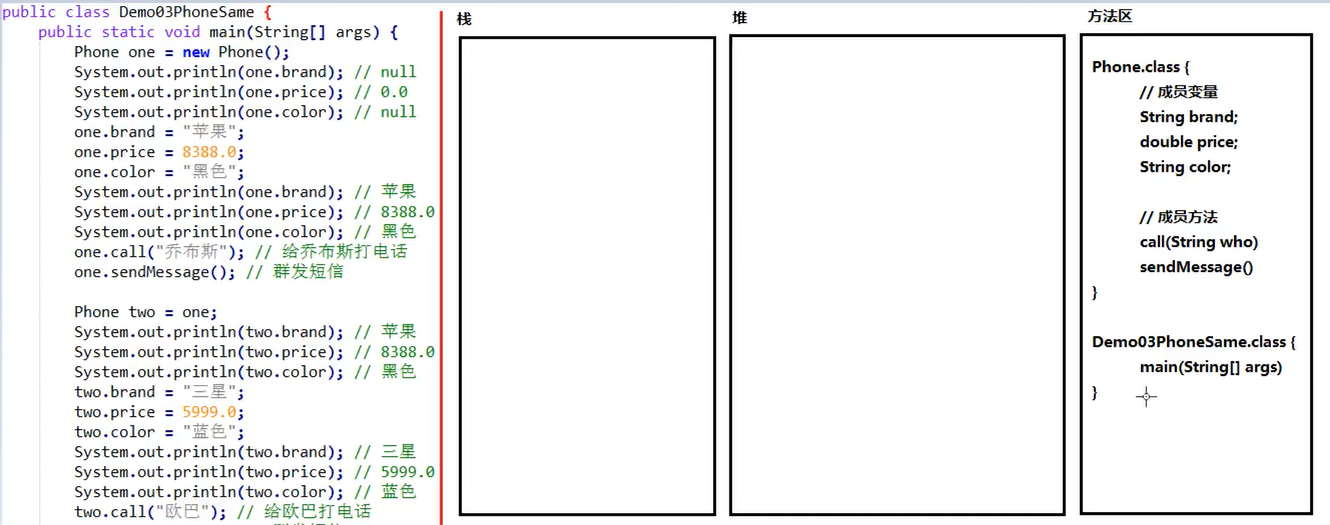 public class Demo03PhoneSame {
public static void main(String[] args) {
Phone one = new Phone();
System.out.println(one.brand); // null
System.out.println(one.price); // 0.0
System.out.println(one.color); // null
one.brand = "苹果";
one.price = 8388.0;
one.color = "黑色";
System.out.println(one.brand); // 苹果
System.out.println(one.price); // 8388.0
System.out.println(one.color); // 黑色
one.call("乔布斯"); // 给乔布斯打电话
one.sendMessage(); // 群发短信
Phone two = one;
System.out.println(two.brand); // 苹果
System.out.println(two.price); // 8388.0
System.out.println(two.color); // 黑色
two.brand = "三星";
two.price = 5999.0;
two.color = "蓝色";
System.out.println(two.brand); // 三星
System.out.println(two.price); // 5999.0
System.out.println(two.color); // 蓝色
two.call("欧巴"); // 给欧巴打电话
栈
堆
方法区
Phone.class {
// 成员变量
String brand;
double price;
String color;
// 成员方法
call(String who)
sendMessage()
}
Demo03PhoneSame.class {
main(String[] args)
}